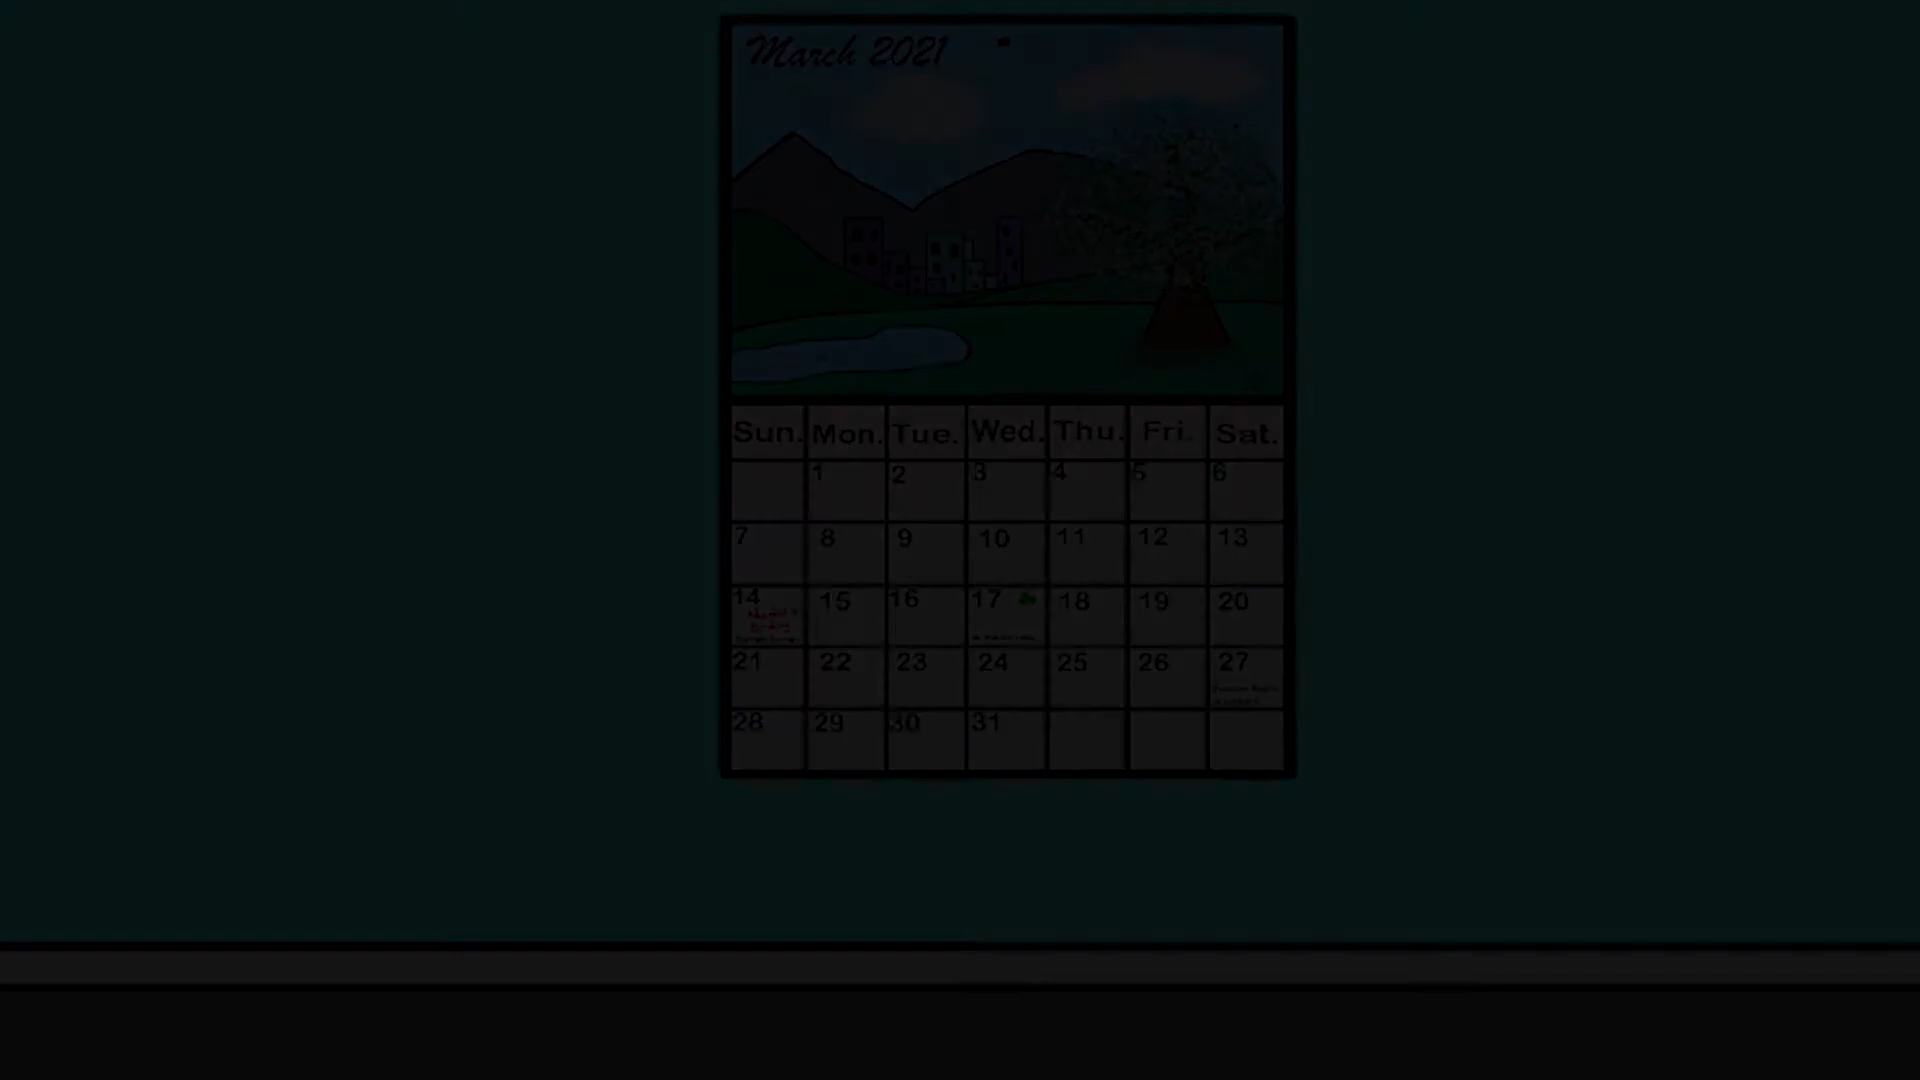 March 2021
Sun. Mon. Tue. Wed. Thu. Fri. Sat.
1 2 3 4 5 6
7 8 9 10 11 12 13
14 15 16 17 18 19 20
21 22 23 24 25 26 27
28 29 30 31